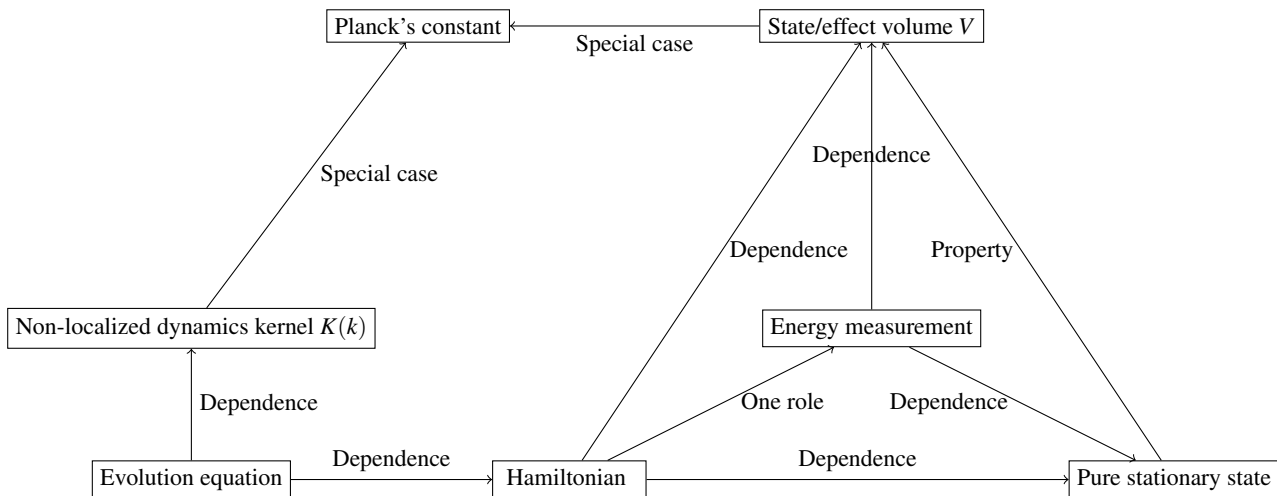 Planck's constant
State/effect volume V
Special case
Dependence
Special case
Dependence
Property
Non-localized dynamics kernel K(k)
Energy measurement
Dependence
One role
Dependence
Dependence
Dependence
Evolution equation
Hamiltonian
Pure stationary state